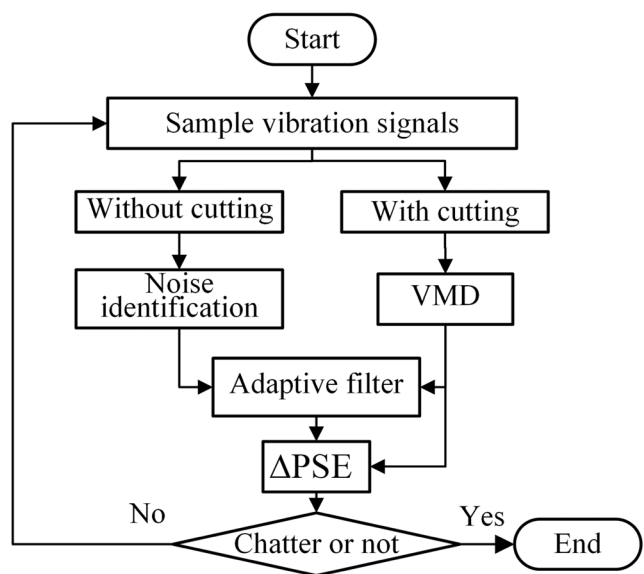 Start
Sample vibration signals
Without cutting
With cutting
Noise
identification
VMD
Adaptive filter
ΔPSE
No
Yes
Chatter or not
End